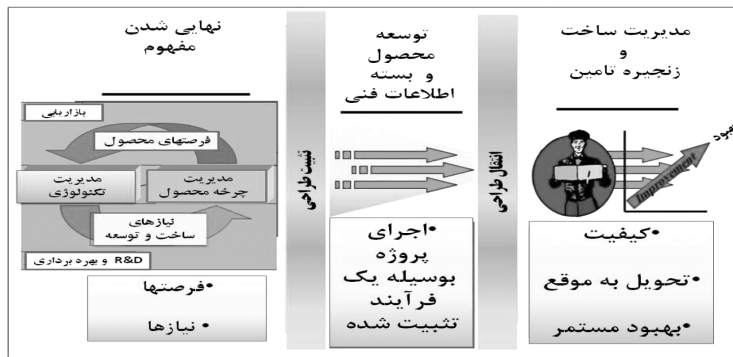 نهایی شدن
مفهوم
بازاریابی
فرصتهای محصول
مدیریت
تکنولوژی
مدیریت
چرخه محصول
نیازهای
ساخت و توسعه
R&D و بهره برداری
•فرصتها
•نیازها
تثبیت طراحی
توسعه
محصول
و بسته
اطلاعات فنی
•اجرای
پروژه
بوسیله یک
فرآیند
تثبیت شده
انتقال طراحی
مدیریت ساخت
و
زنجیره تامین
بهبود
Improvement
•کیفیت
•تحویل به موقع
•بهبود مستمر